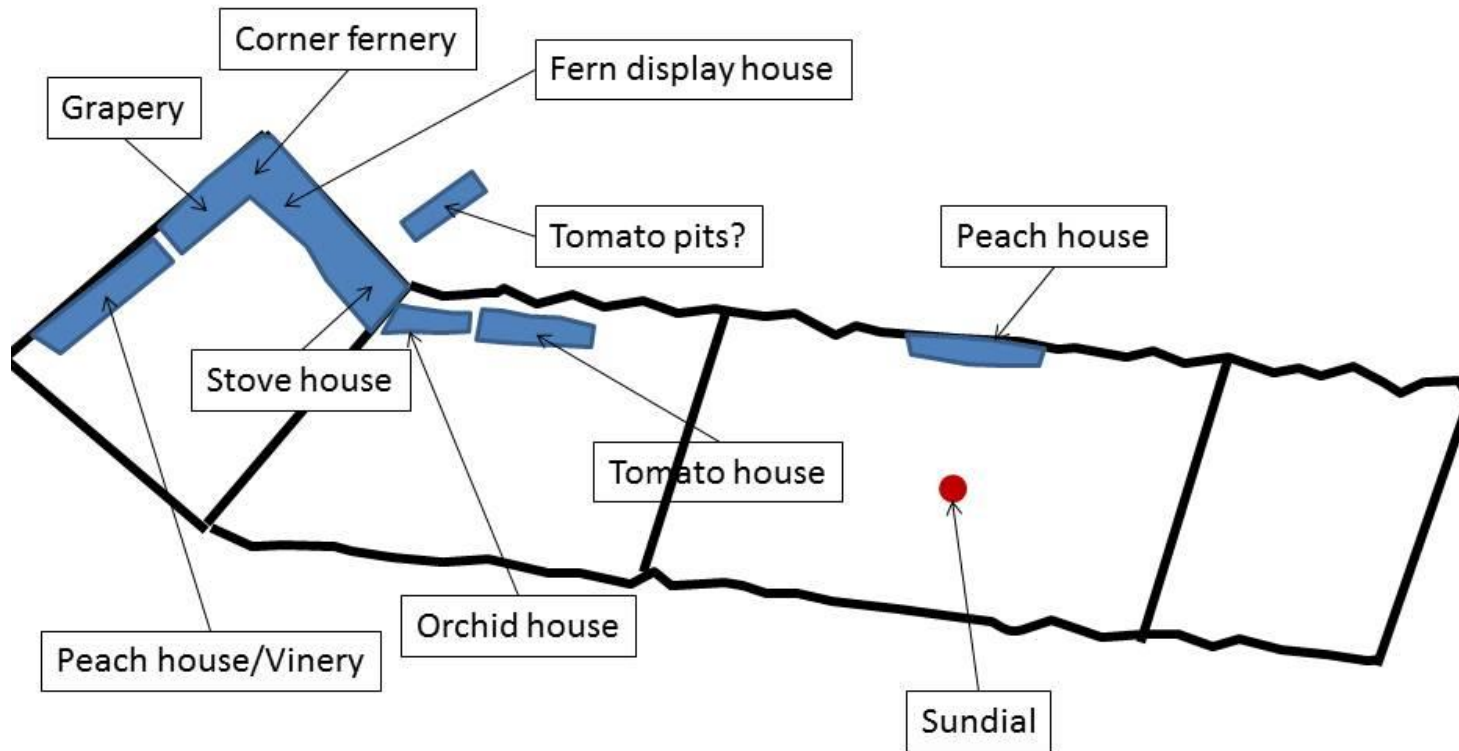 Corner fernery
Fern display house
Grapery
Tomato pits?
Peach house
Stove house
Tomato house
Orchid house
Peach house/Vinery
Sundial